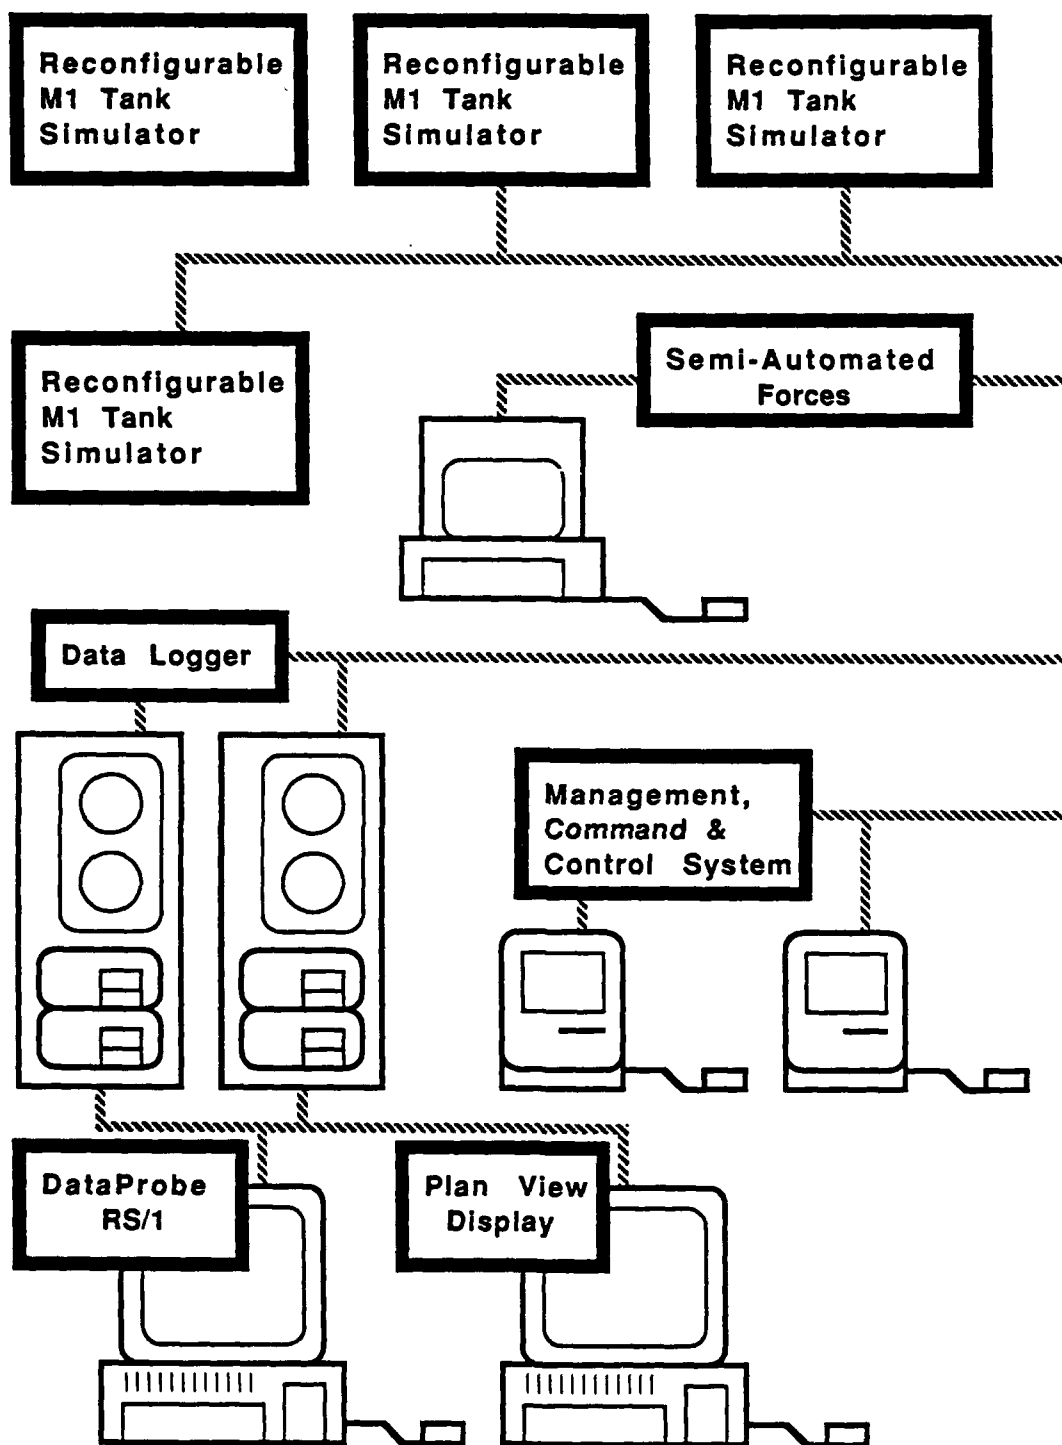 Reconfigurable
M1 Tank
Simulator
Reconfigurable
M1 Tank
Simulator
Reconfigurable
M1 Tank
Simulator
Reconfigurable
M1 Tank
Simulator
Semi-Automated
Forces
Data Logger
Management,
Command &
Control System
DataProbe
RS/1
Plan View
Display